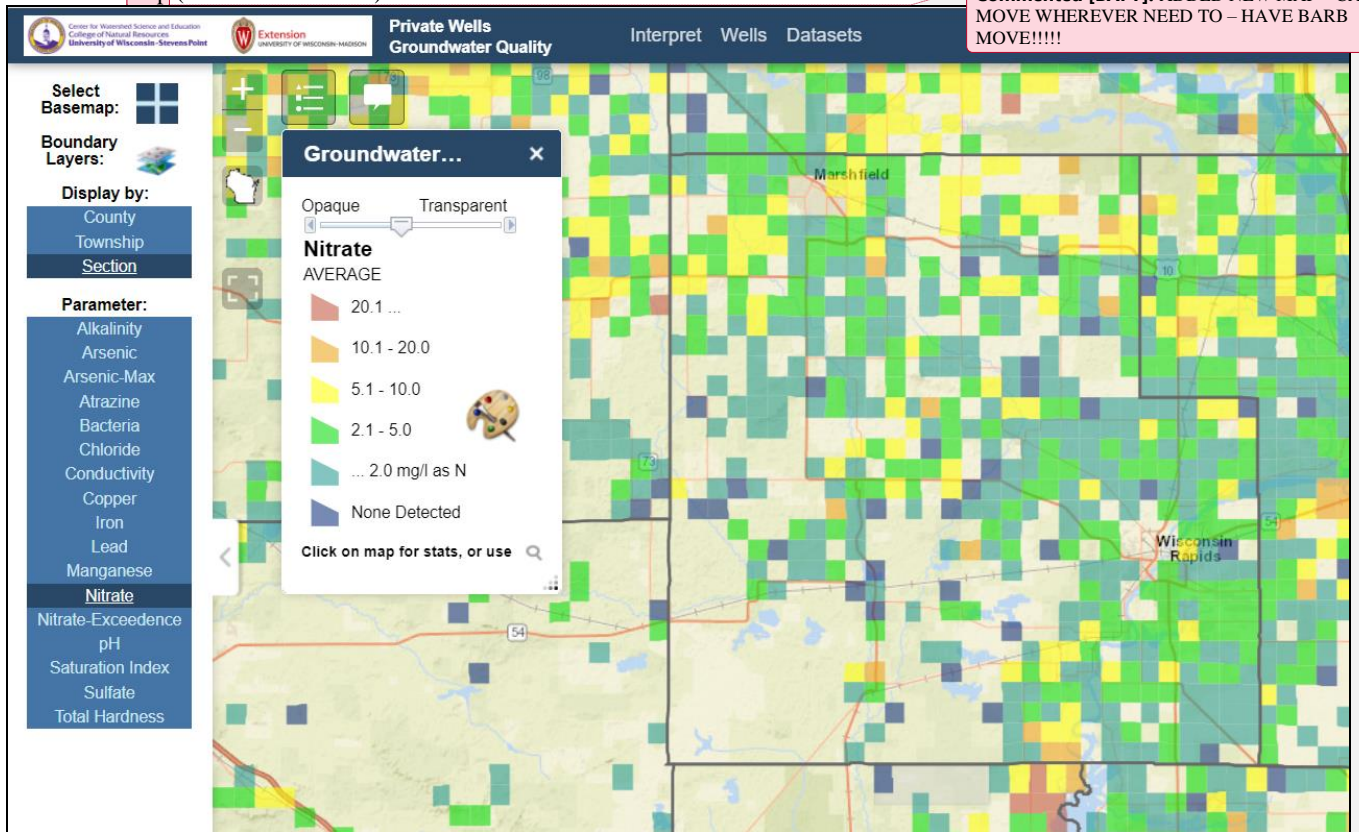 MOVE WHEREVER NEED TO – HAVE BARB
MOVE!!!!!
Center for Watershed Science and Education
College of Natural Resources
University of Wisconsin-Stevens Point
Extension
UNIVERSITY OF WISCONSIN-MADISON
Private Wells
Groundwater Quality
Interpret Wells Datasets
Select
Basemap:
Boundary
Layers:
Display by:
County
Township
Section
Parameter:
Alkalinity
Arsenic
Arsenic-Max
Atrazine
Bacteria
Chloride
Conductivity
Copper
Iron
Lead
Manganese
Nitrate
Nitrate-Exceedence
pH
Saturation Index
Sulfate
Total Hardness
+
−
Groundwater... ×
Opaque Transparent
Nitrate
AVERAGE
20.1 ...
10.1 - 20.0
5.1 - 10.0
2.1 - 5.0
... 2.0 mg/l as N
None Detected
Click on map for stats, or use
73
98
Marshfield
10
73
54
Wisconsin
Rapids
54